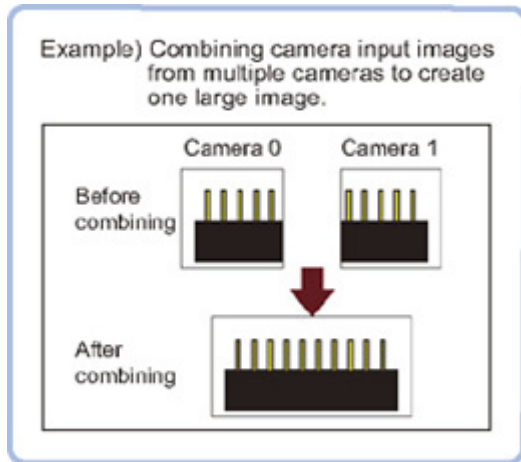 Example) Combining camera input images
from multiple cameras to create
one large image.
Camera 0
Camera 1
Before
combining
After
combining